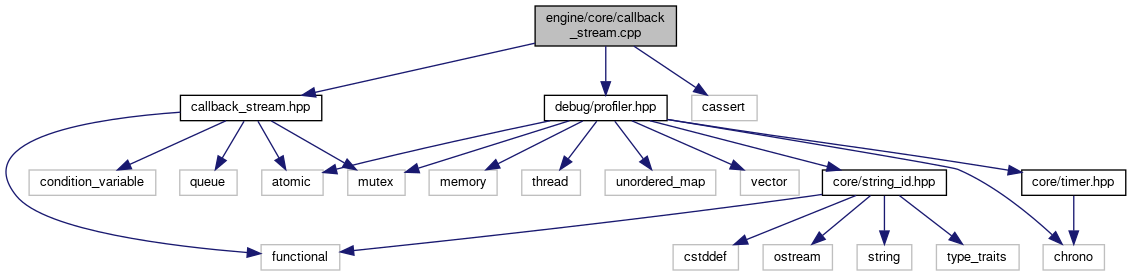 engine/core/callback
_stream.cpp
callback_stream.hpp
debug/profiler.hpp
cassert
condition_variable
queue
atomic
mutex
memory
thread
unordered_map
vector
core/string_id.hpp
core/timer.hpp
functional
cstddef
ostream
string
type_traits
chrono